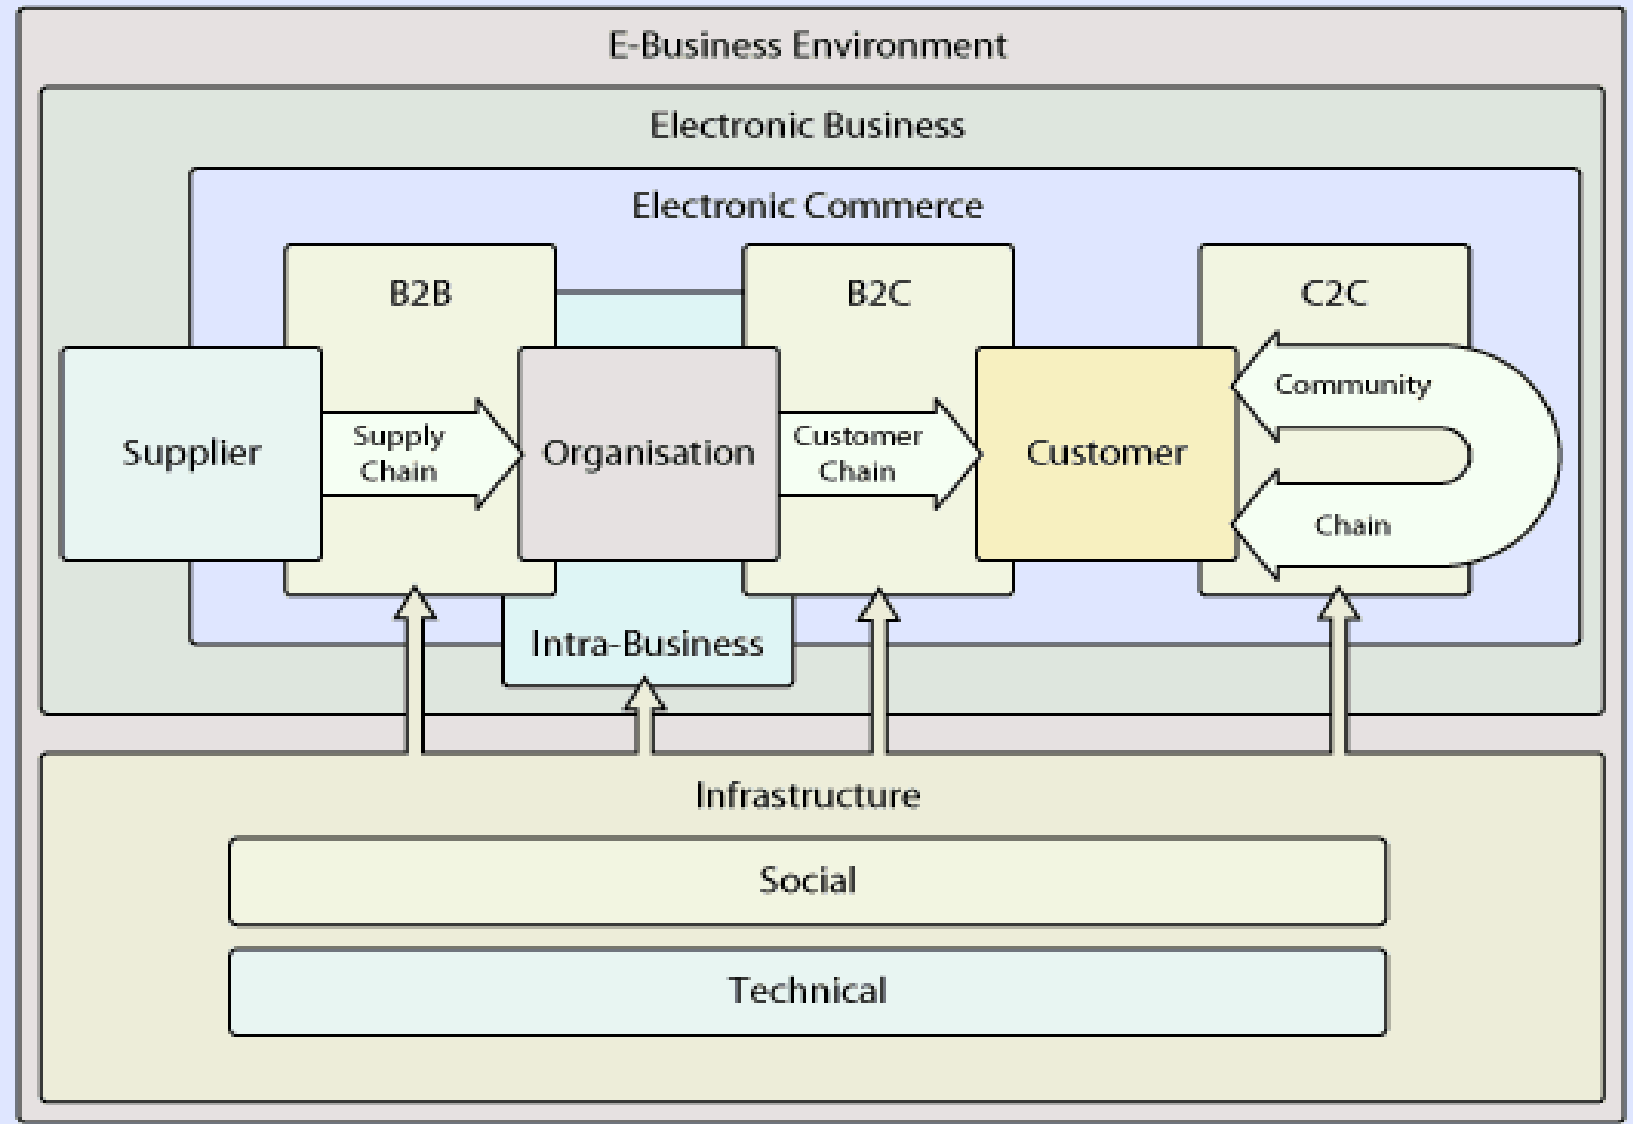 E-Business Environment
Electronic Business
Electronic Commerce
B2B
B2C
C2C
Supplier
Supply
Chain
Organisation
Customer
Chain
Customer
Community
Chain
Intra-Business
Infrastructure
Social
Technical